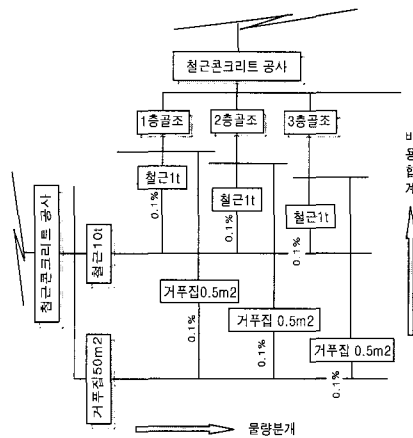 철근콘크리트 공사
1층골조 2층골조 3층골조
철근1t
철근1t
철근1t
0.1%
0.1%
0.1%
비용합계
철근콘크리트 공사
철근10t
거푸집0.5m2
거푸집 0.5m2
거푸집 0.5m2
0.1%
0.1%
0.1%
거푸집50m2
물량분개